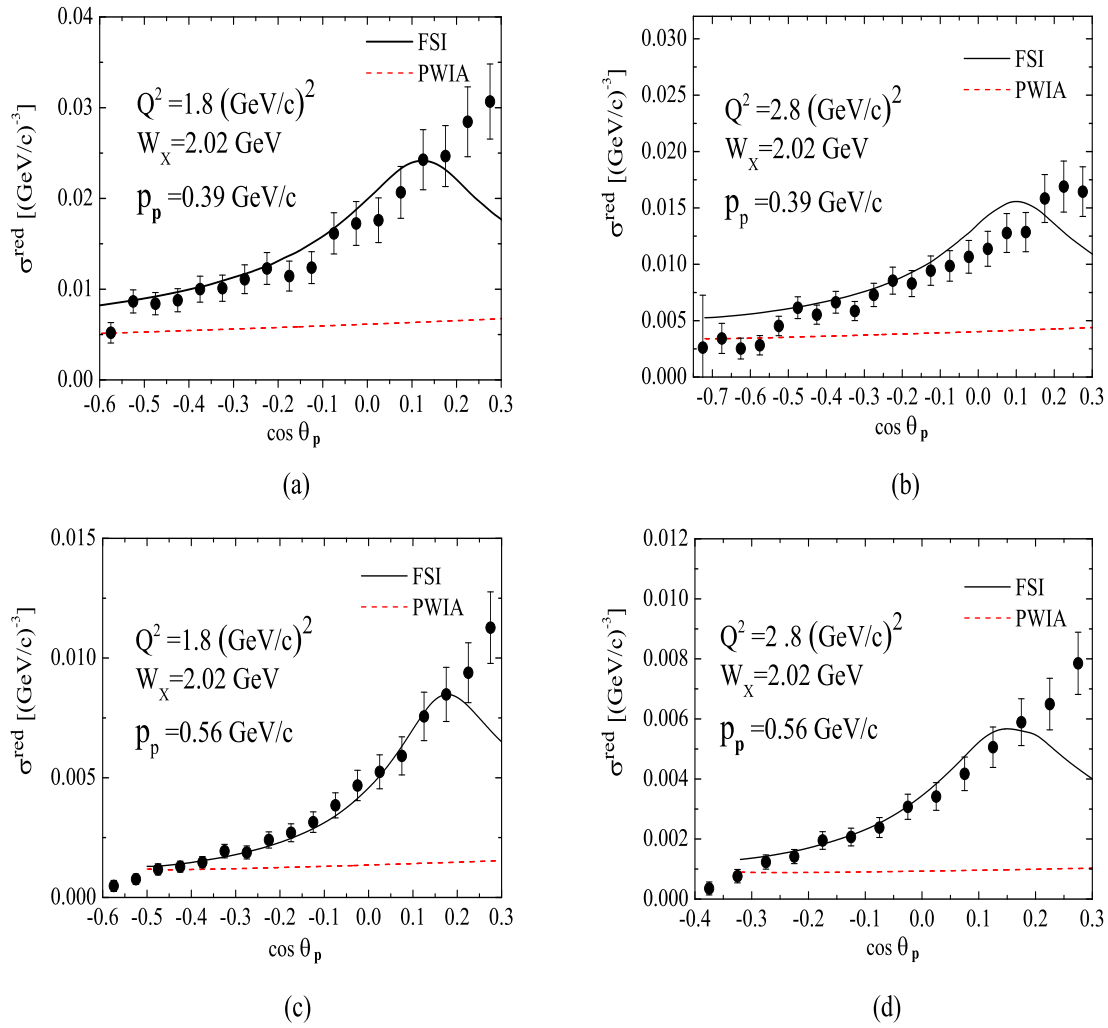 0.04
0.03
0.02
0.01
0.00
σ^red [(GeV/c)^-3]
FSI
PWIA
Q^2 =1.8 (GeV/c)^2
W_X=2.02 GeV
p_p =0.39 GeV/c
-0.6 -0.5 -0.4 -0.3 -0.2 -0.1 0.0 0.1 0.2 0.3
cos θ_p
(a)
0.030
0.025
0.020
0.015
0.010
0.005
0.000
σ^red [(GeV/c)^-3]
FSI
PWIA
Q^2 =2.8 (GeV/c)^2
W_X=2.02 GeV
p_p =0.39 GeV/c
-0.7 -0.6 -0.5 -0.4 -0.3 -0.2 -0.1 0.0 0.1 0.2 0.3
cos θ_p
(b)
0.015
0.010
0.005
0.000
σ^red [(GeV/c)^-3]
FSI
PWIA
Q^2 =1.8 (GeV/c)^2
W_X=2.02 GeV
p_p =0.56 GeV/c
-0.6 -0.5 -0.4 -0.3 -0.2 -0.1 0.0 0.1 0.2 0.3
cos θ_p
(c)
0.012
0.010
0.008
0.006
0.004
0.002
0.000
σ^red [(GeV/c)^-3]
FSI
PWIA
Q^2 =2.8 (GeV/c)^2
W_X=2.02 GeV
p_p =0.56 GeV/c
-0.4 -0.3 -0.2 -0.1 0.0 0.1 0.2 0.3
cos θ_p
(d)